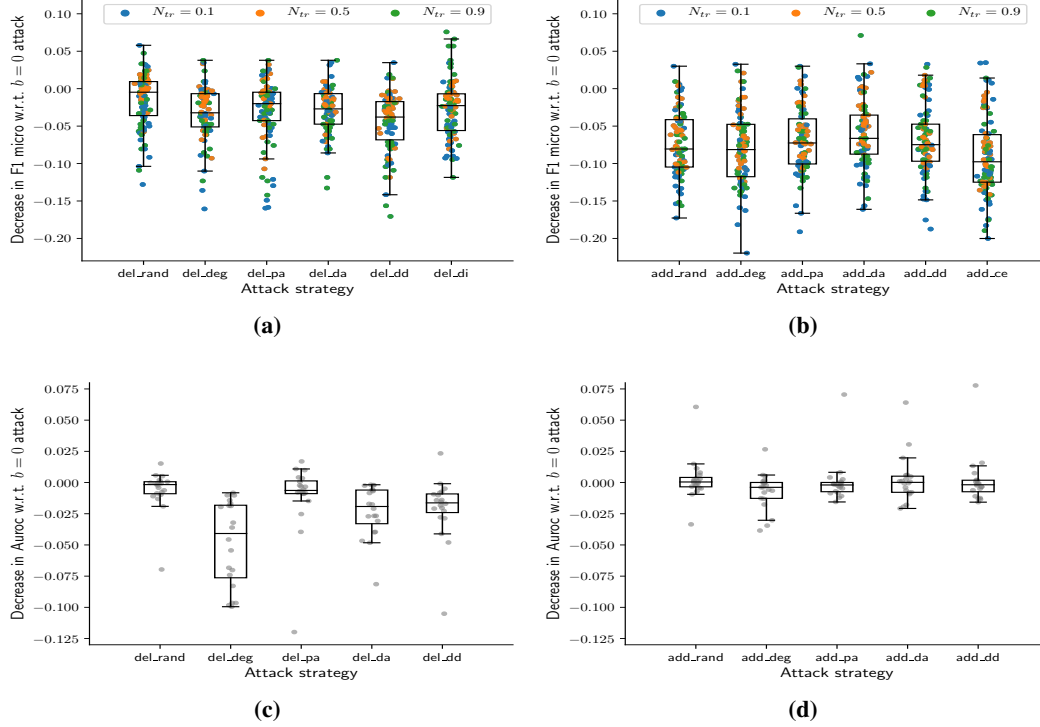 N_tr = 0.1 N_tr = 0.5 N_tr = 0.9
Decrease in F1 micro w.r.t. b = 0 attack
0.10
0.05
0.00
−0.05
−0.10
−0.15
−0.20
del_rand del_deg del_pa del_da del_dd del_di
Attack strategy
(a)
N_tr = 0.1 N_tr = 0.5 N_tr = 0.9
Decrease in F1 micro w.r.t. b = 0 attack
0.10
0.05
0.00
−0.05
−0.10
−0.15
−0.20
add_rand add_deg add_pa add_da add_dd add_ce
Attack strategy
(b)
Decrease in Auroc w.r.t. b = 0 attack
0.075
0.050
0.025
0.000
−0.025
−0.050
−0.075
−0.100
−0.125
del_rand del_deg del_pa del_da del_dd
Attack strategy
(c)
Decrease in Auroc w.r.t. b = 0 attack
0.075
0.050
0.025
0.000
−0.025
−0.050
−0.075
−0.100
−0.125
add_rand add_deg add_pa add_da add_dd
Attack strategy
(d)